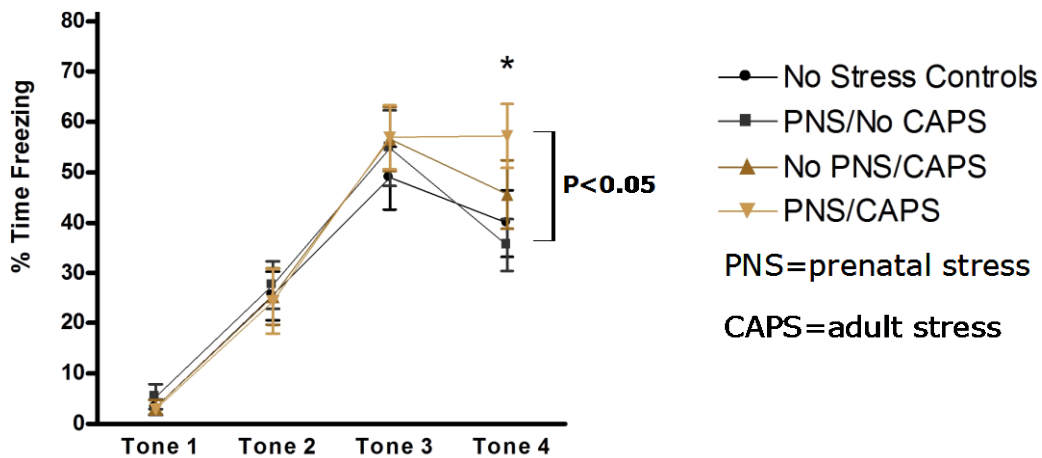 % Time Freezing
80
70
60
50
40
30
20
10
0
Tone 1 Tone 2 Tone 3 Tone 4
*
P<0.05
No Stress Controls
PNS/No CAPS
No PNS/CAPS
PNS/CAPS
PNS=prenatal stress
CAPS=adult stress